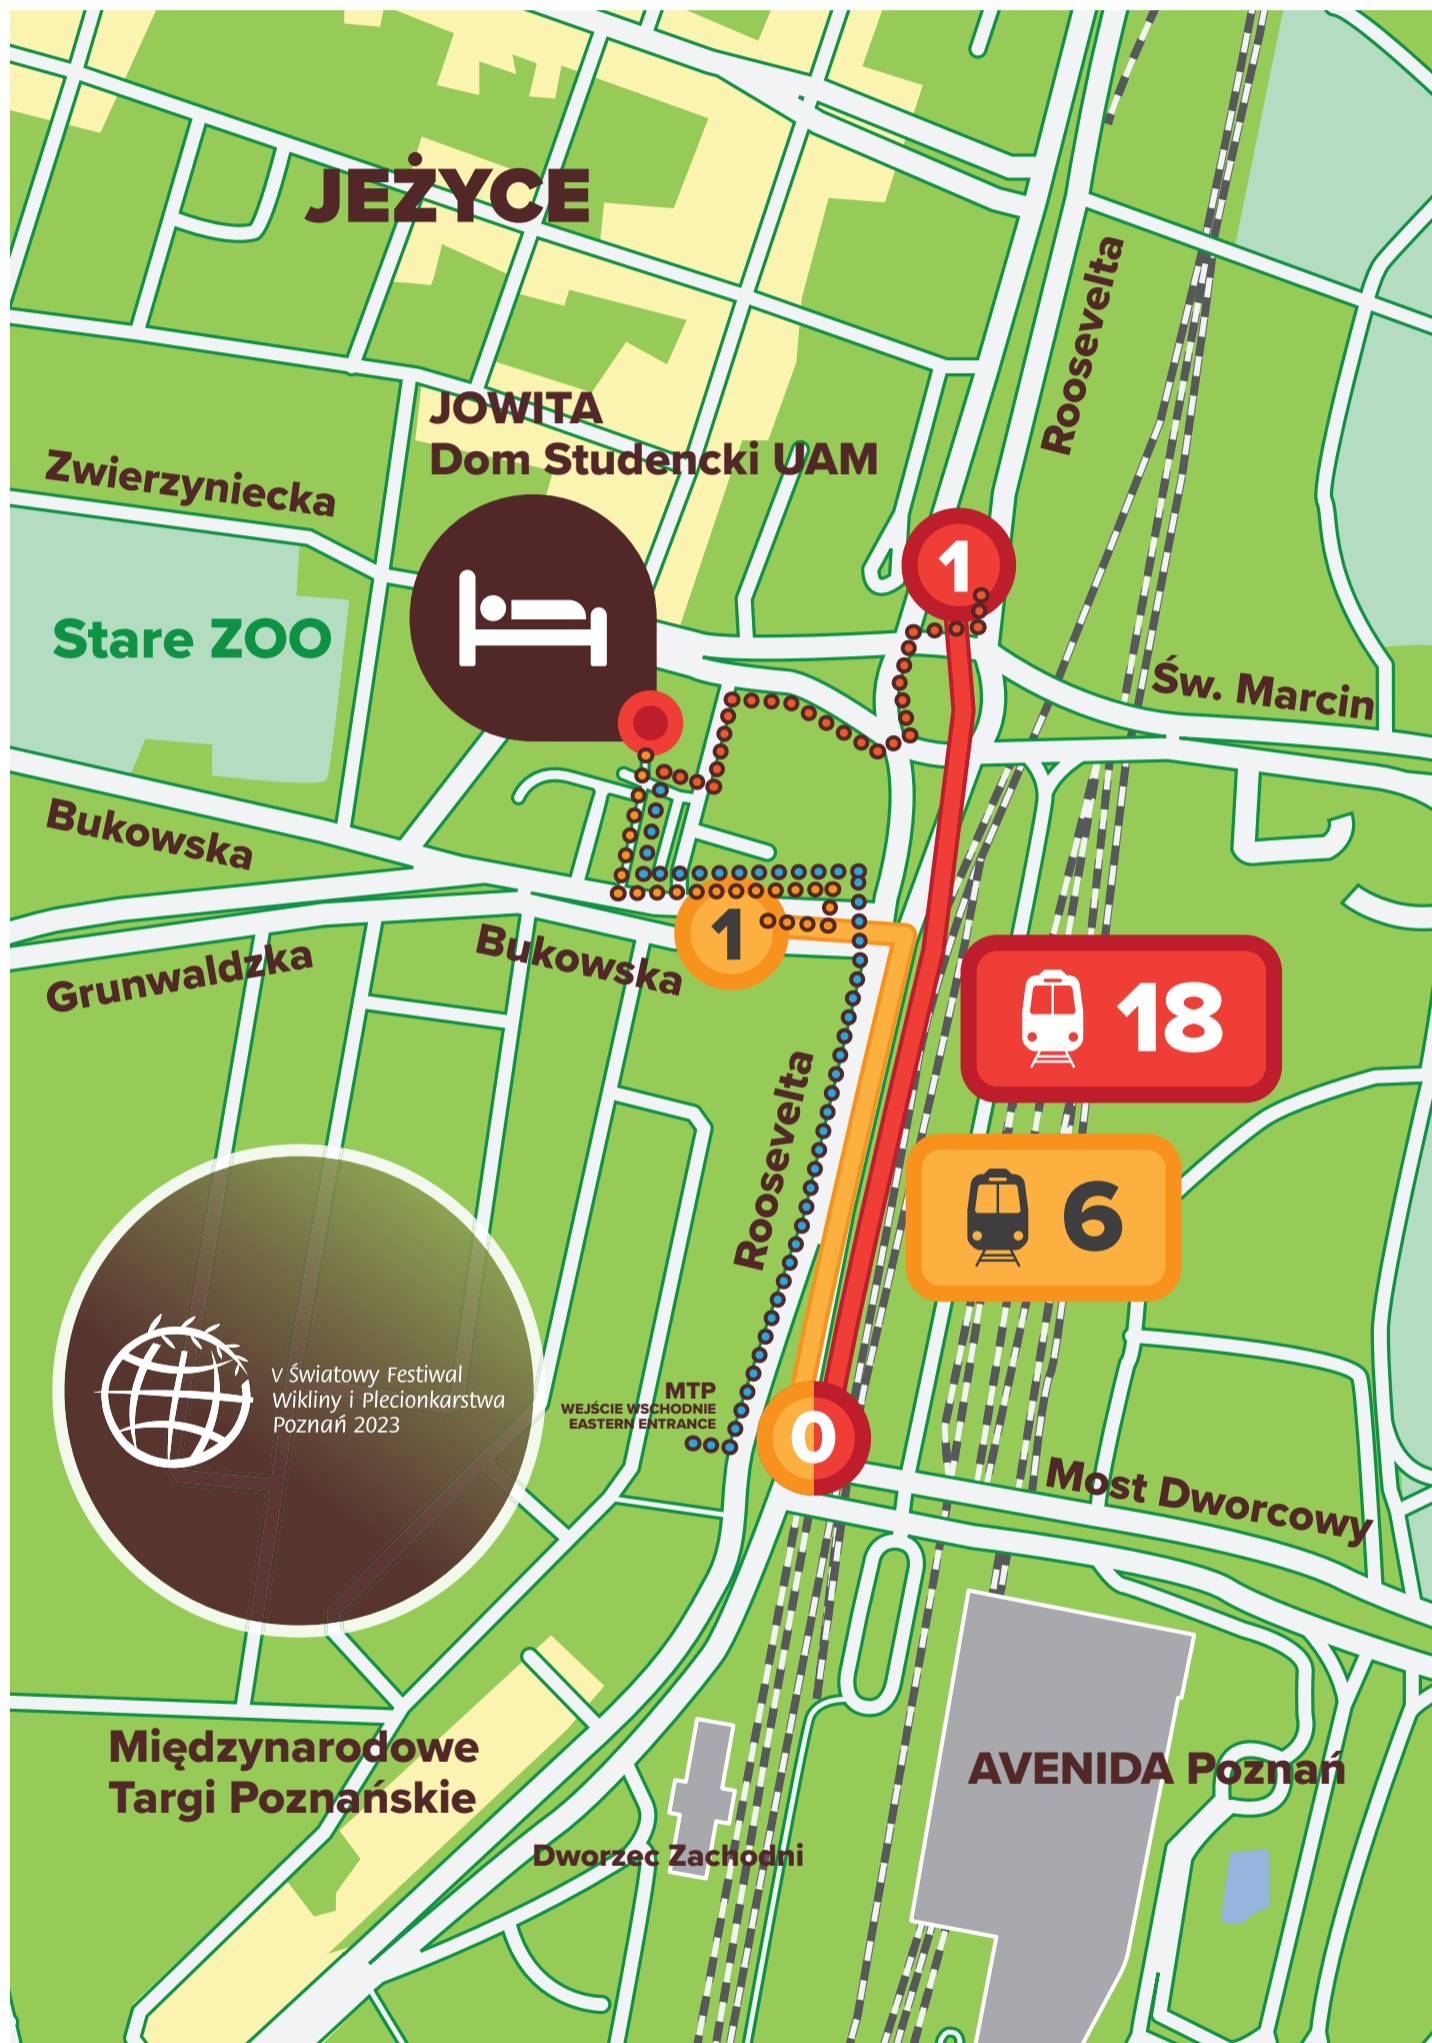 JEŻYCE
Roosevelta
JOWITA
Dom Studencki UAM
Zwierzyniecka
1
Stare ZOO
Św. Marcin
Bukowska
1
Bukowska
Grunwaldzka
18
Roosevelta
6
V Światowy Festiwal
Wikliny i Plecionkarstwa
Poznań 2023
MTP
WEJŚCIE WSCHODNIE
EASTERN ENTRANCE
0
Most Dworcowy
Międzynarodowe
Targi Poznańskie
AVENIDA Poznań
Dworzec Zachodni